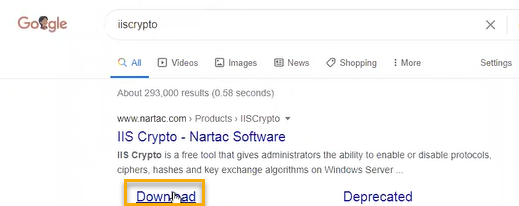 Google
iiscrypto
All Videos Images News Shopping More Settings
About 293,000 results (0.58 seconds)
www.nartac.com › Products › IISCrypto
IIS Crypto - Nartac Software
IIS Crypto is a free tool that gives administrators the ability to enable or disable protocols,
ciphers, hashes and key exchange algorithms on Windows Server ...
Download Deprecated